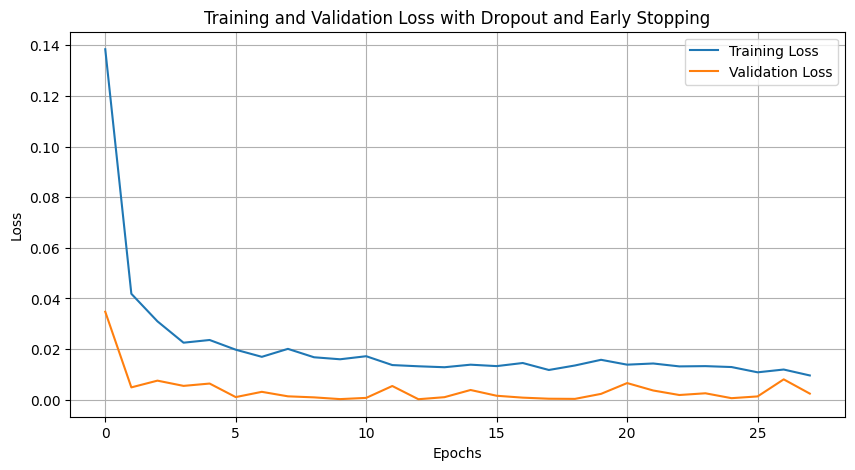 Training and Validation Loss with Dropout and Early Stopping
Training Loss
Validation Loss
Loss
0.14
0.12
0.10
0.08
0.06
0.04
0.02
0.00
0 5 10 15 20 25
Epochs